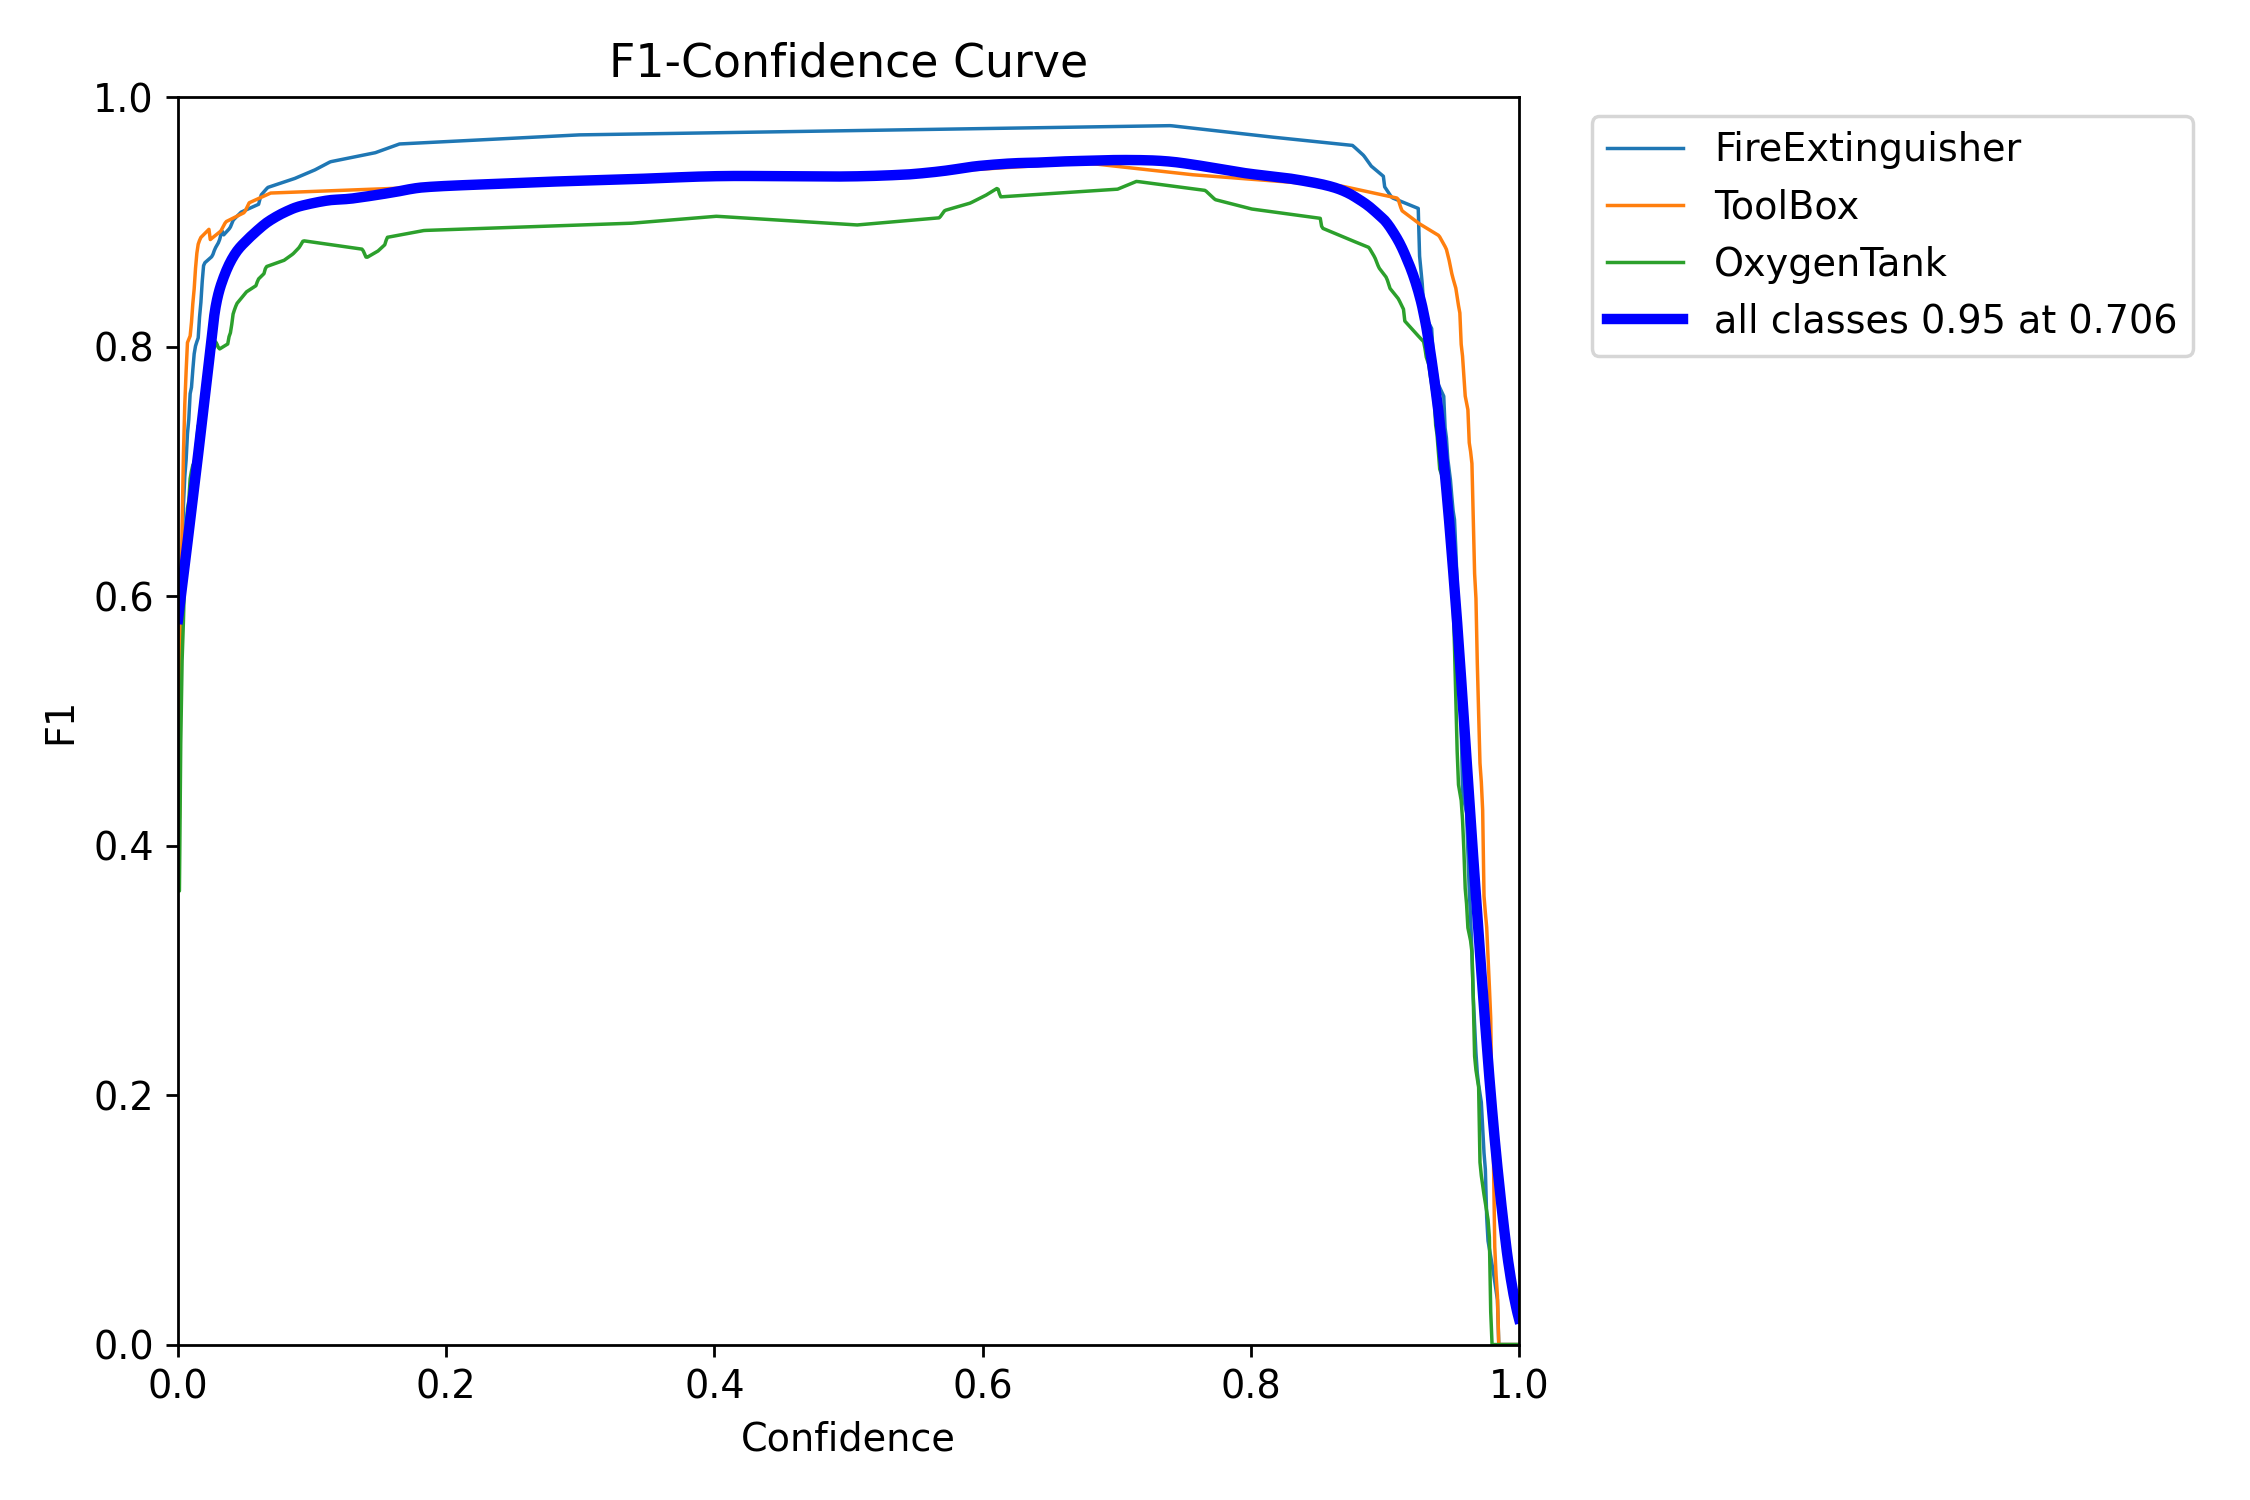 F1-Confidence Curve
1.0
0.8
0.6
0.4
0.2
0.0
F1
0.0 0.2 0.4 0.6 0.8 1.0
Confidence
FireExtinguisher
ToolBox
OxygenTank
all classes 0.95 at 0.706